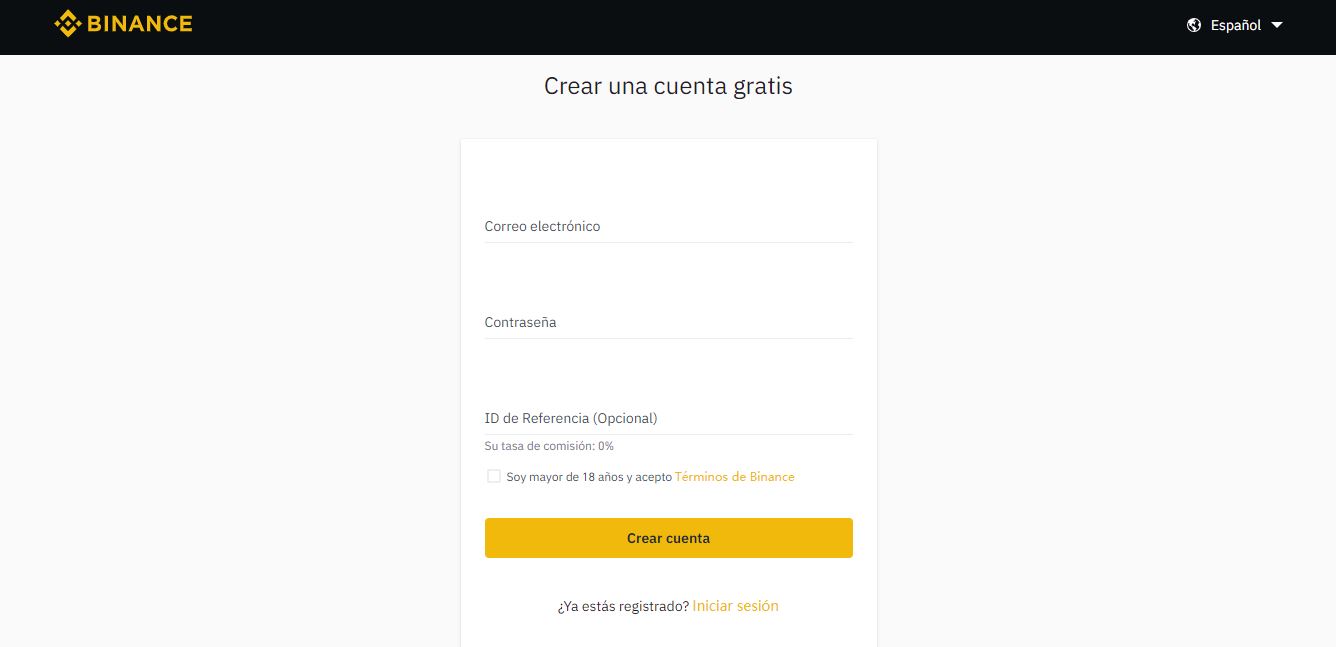 BINANCE
Español
Crear una cuenta gratis
Correo electrónico
Contraseña
ID de Referencia (Opcional)
Su tasa de comisión: 0%
Soy mayor de 18 años y acepto Términos de Binance
Crear cuenta
¿Ya estás registrado? Iniciar sesión